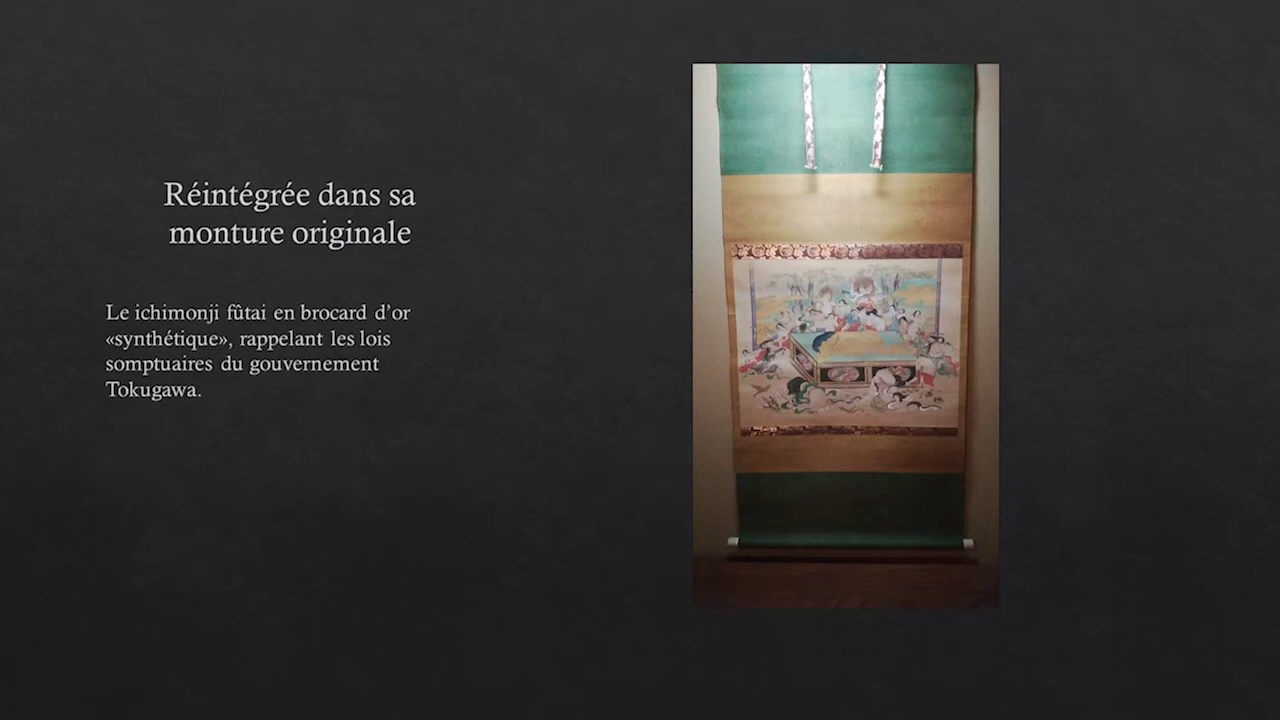 Réintégrée dans sa
monture originale
Le ichimonji fûtai en brocard d’or
«synthétique», rappelant les lois
somptuaires du gouvernement
Tokugawa.